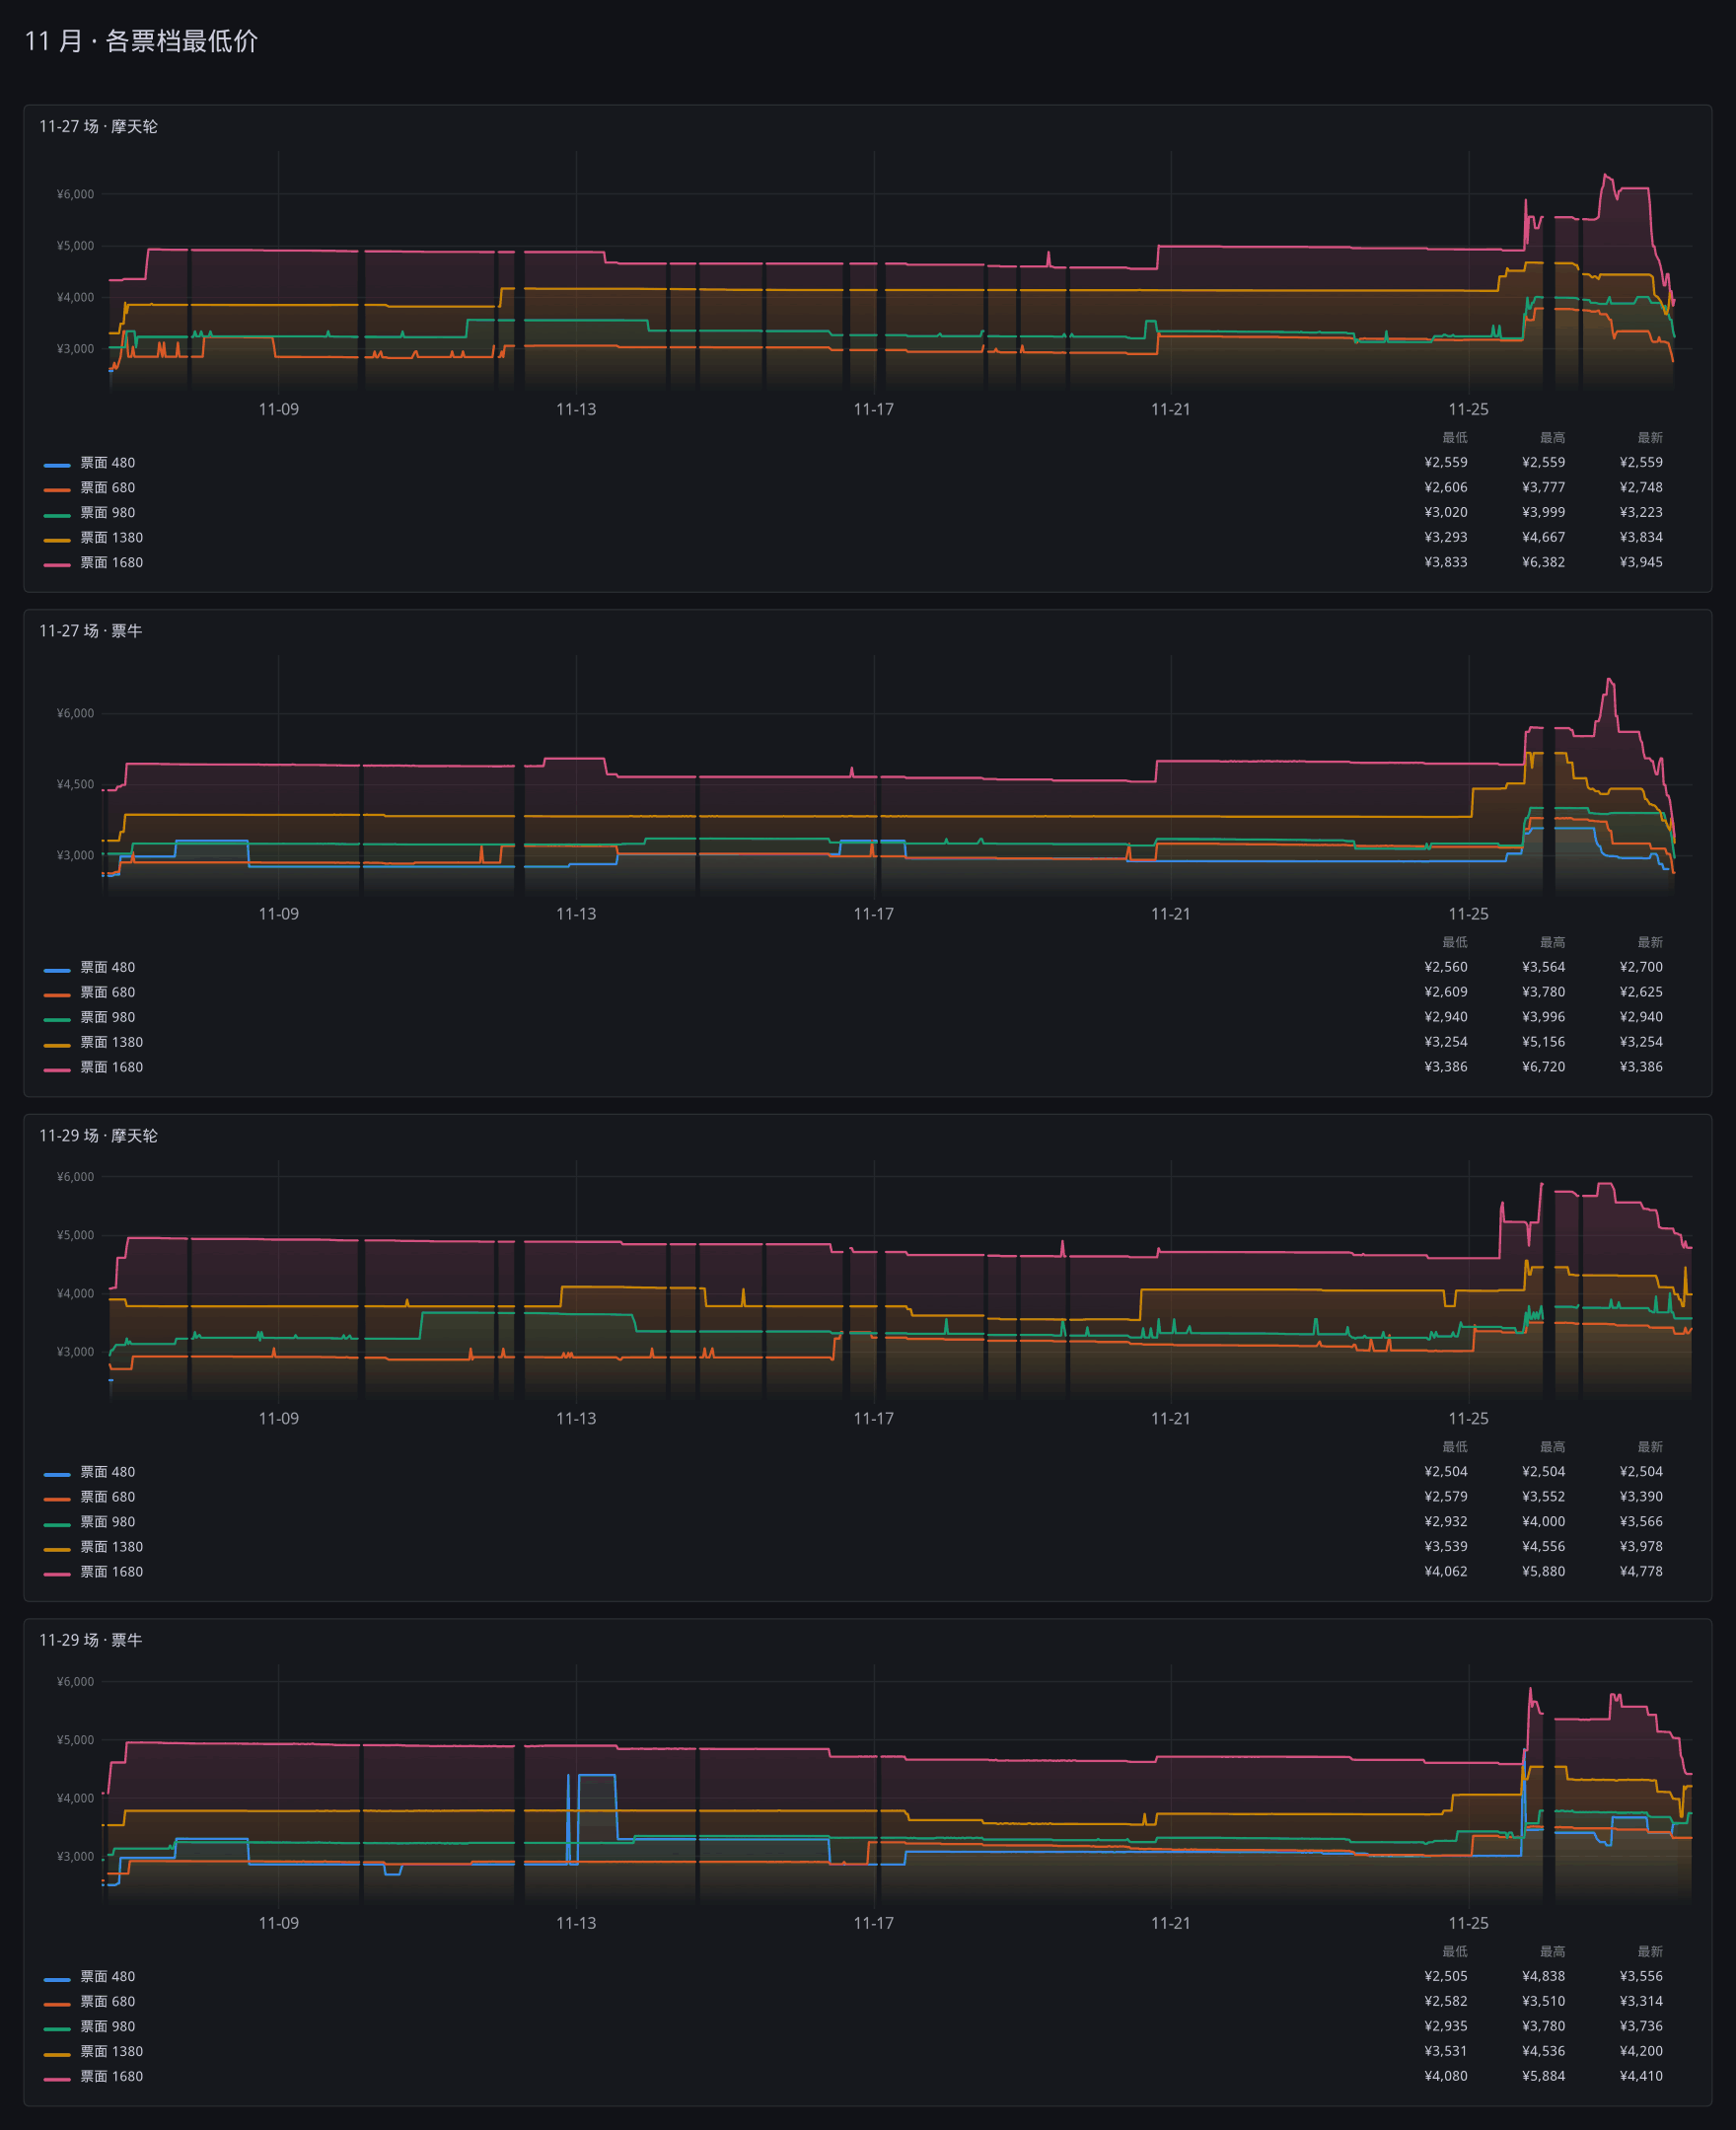 11 月 · 各票档最低价
11-27 场 · 摩天轮
¥6,000
¥5,000
¥4,000
¥3,000
11-09 11-13 11-17 11-21 11-25
最低 最高 最新
票面 480 ¥2,559 ¥2,559 ¥2,559
票面 680 ¥2,606 ¥3,777 ¥2,748
票面 980 ¥3,020 ¥3,999 ¥3,223
票面 1380 ¥3,293 ¥4,667 ¥3,834
票面 1680 ¥3,833 ¥6,382 ¥3,945
11-27 场 · 票牛
¥6,000
¥4,500
¥3,000
11-09 11-13 11-17 11-21 11-25
最低 最高 最新
票面 480 ¥2,560 ¥3,564 ¥2,700
票面 680 ¥2,609 ¥3,780 ¥2,625
票面 980 ¥2,940 ¥3,996 ¥2,940
票面 1380 ¥3,254 ¥5,156 ¥3,254
票面 1680 ¥3,386 ¥6,720 ¥3,386
11-29 场 · 摩天轮
¥6,000
¥5,000
¥4,000
¥3,000
11-09 11-13 11-17 11-21 11-25
最低 最高 最新
票面 480 ¥2,504 ¥2,504 ¥2,504
票面 680 ¥2,579 ¥3,552 ¥3,390
票面 980 ¥2,932 ¥4,000 ¥3,566
票面 1380 ¥3,539 ¥4,556 ¥3,978
票面 1680 ¥4,062 ¥5,880 ¥4,778
11-29 场 · 票牛
¥6,000
¥5,000
¥4,000
¥3,000
11-09 11-13 11-17 11-21 11-25
最低 最高 最新
票面 480 ¥2,505 ¥4,838 ¥3,556
票面 680 ¥2,582 ¥3,510 ¥3,314
票面 980 ¥2,935 ¥3,780 ¥3,736
票面 1380 ¥3,531 ¥4,536 ¥4,200
票面 1680 ¥4,080 ¥5,884 ¥4,410